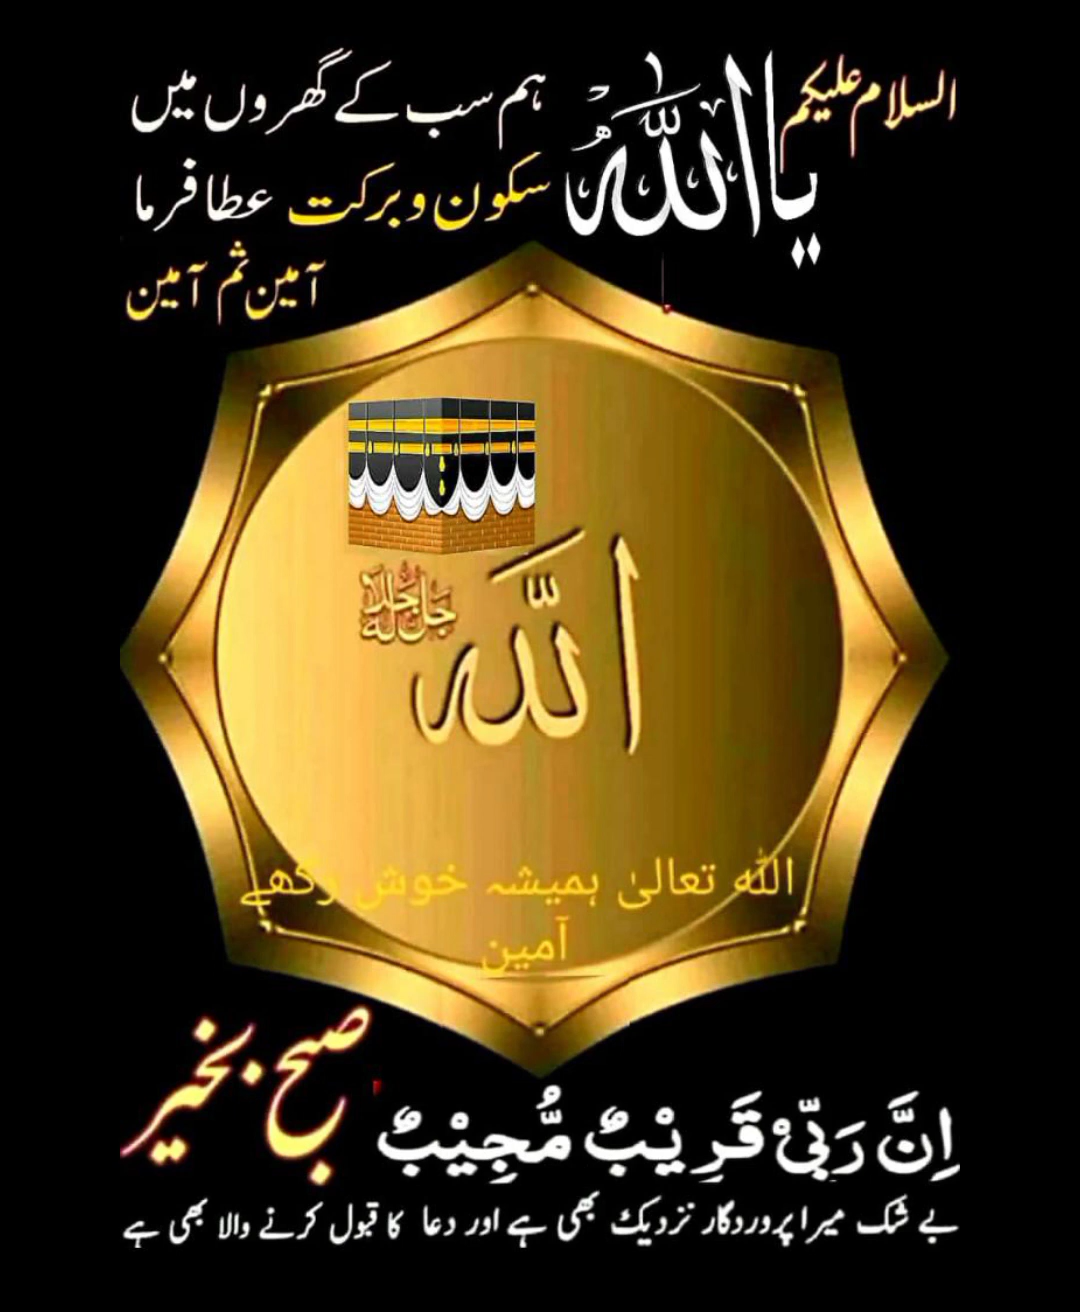 السلام علیکم
یا اللہ ہم سب کے گھروں میں
سکون و برکت عطا فرما
آمین ثم آمین
اللہ جل جلالہ
اللہ تعالیٰ ہمیشہ خوش رکھے
آمین
صبح بخیر
اِنَّ رَبِّیْ قَرِیْبٌ مُّجِیْبٌ
بے شک میرا پروردگار نزدیک بھی ہے اور دعا کا قبول کرنے والا بھی ہے